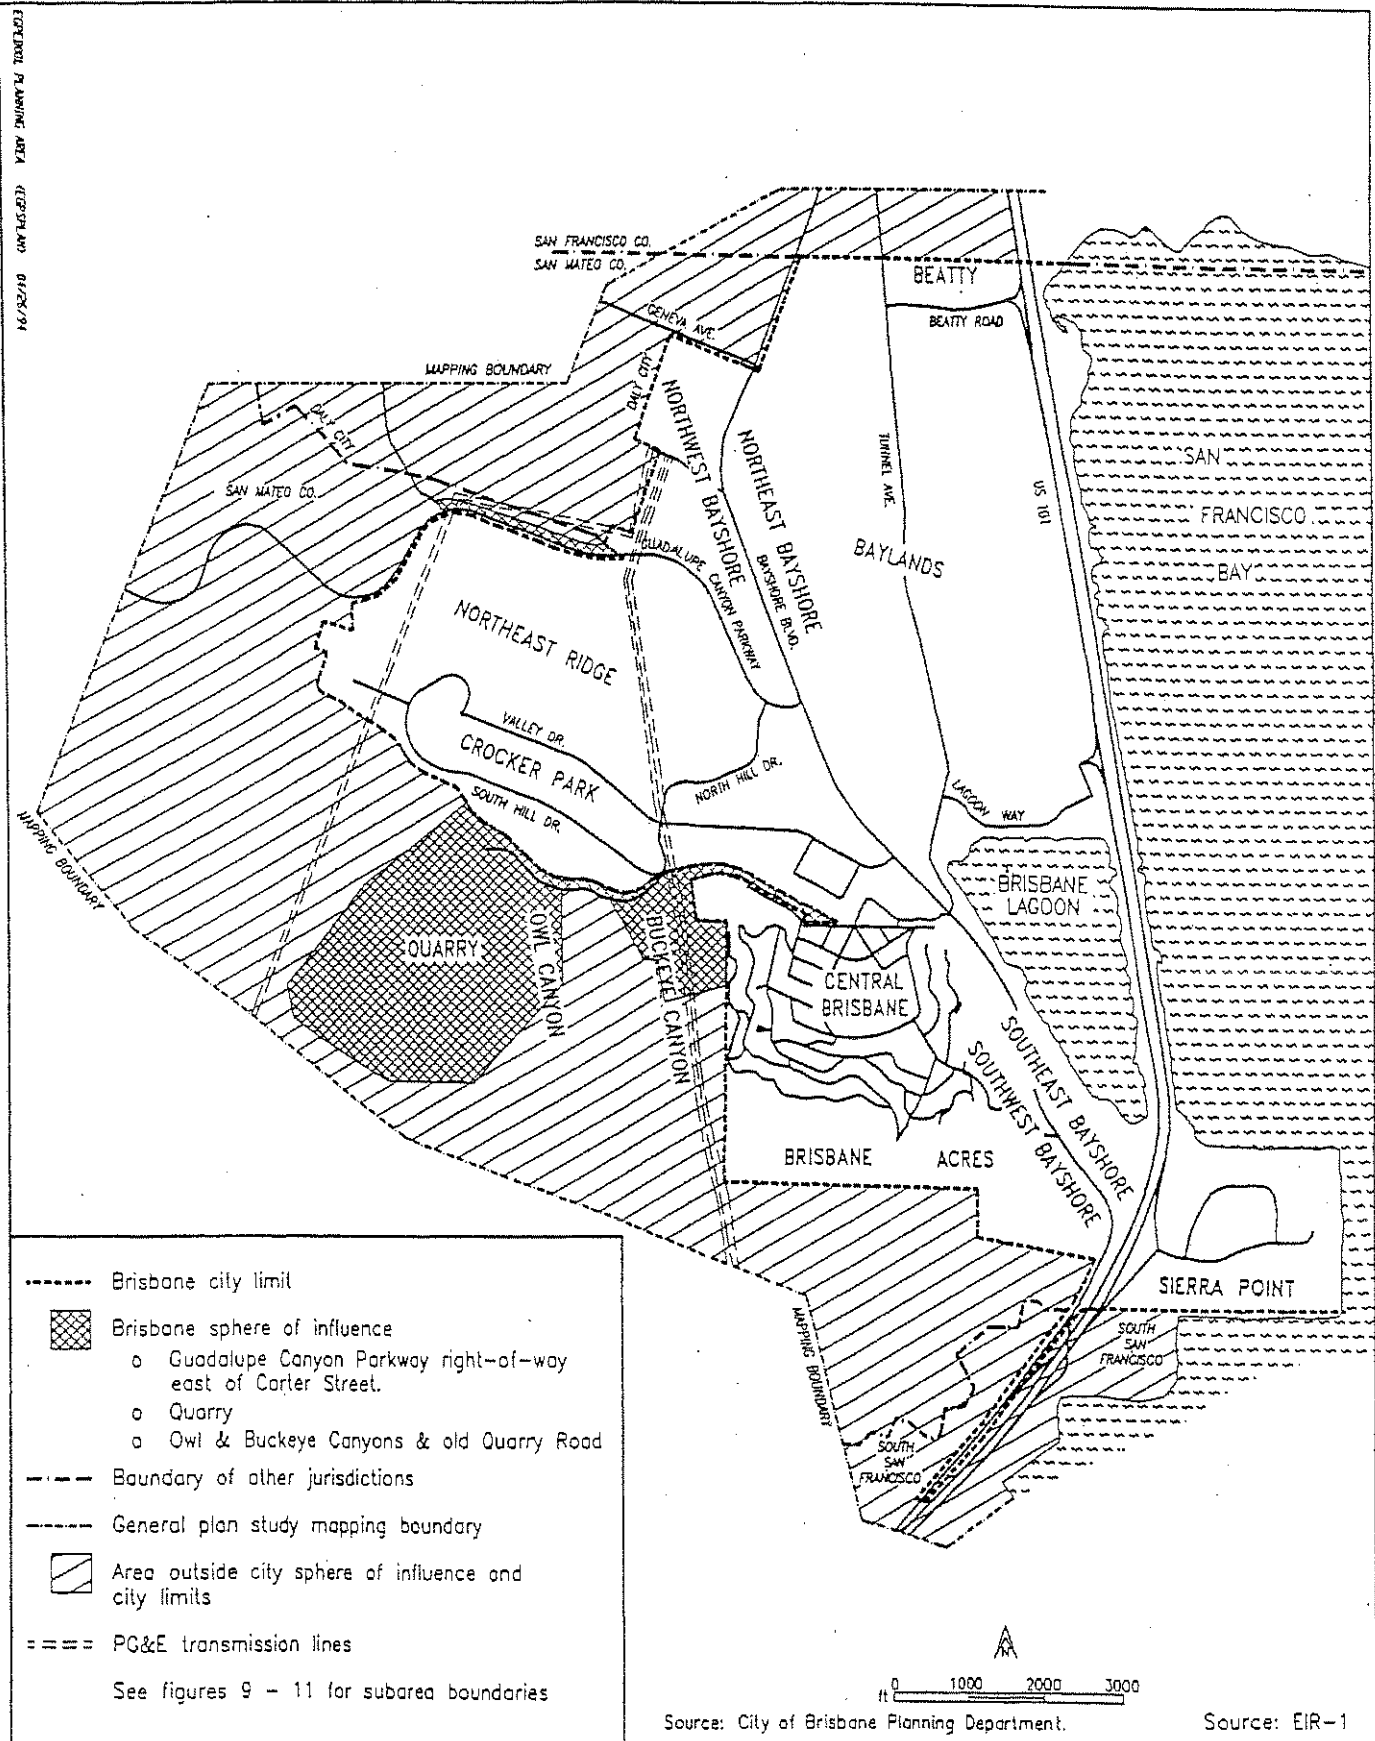 SAN FRANCISCO CO.
SAN MATEO CO.
BEATTY
BEATTY ROAD
GENEVA AVE.
MAPPING BOUNDARY
DALY CITY
DALY CITY
SAN MATEO CO.
NORTHWEST BAYSHORE
NORTHEAST BAYSHORE
BAYSHORE BLVD.
TUNNEL AVE.
US 101
BAYLANDS
SAN
FRANCISCO
BAY
GUADALUPE CANYON PARKWAY
NORTHEAST RIDGE
VALLEY DR.
CROCKER PARK
SOUTH HILL DR.
NORTH HILL DR.
LAGOON WAY
MAPPING BOUNDARY
BRISBANE
LAGOON
QUARRY
OWL CANYON
BUCKEYE CANYON
CENTRAL
BRISBANE
SOUTHEAST BAYSHORE
SOUTHWEST BAYSHORE
BRISBANE ACRES
SIERRA POINT
MAPPING BOUNDARY
SOUTH
SAN
FRANCISCO
SOUTH
SAN
FRANCISCO
Brisbane city limit
Brisbane sphere of influence
o Guadalupe Canyon Parkway right-of-way
east of Carter Street.
o Quarry
o Owl & Buckeye Canyons & old Quarry Road
Boundary of other jurisdictions
General plan study mapping boundary
Area outside city sphere of influence and
city limits
PG&E transmission lines
See figures 9 - 11 for subarea boundaries
N
ft 0 1000 2000 3000
Source: City of Brisbane Planning Department.
Source: EIR-1
PLANNING AREA